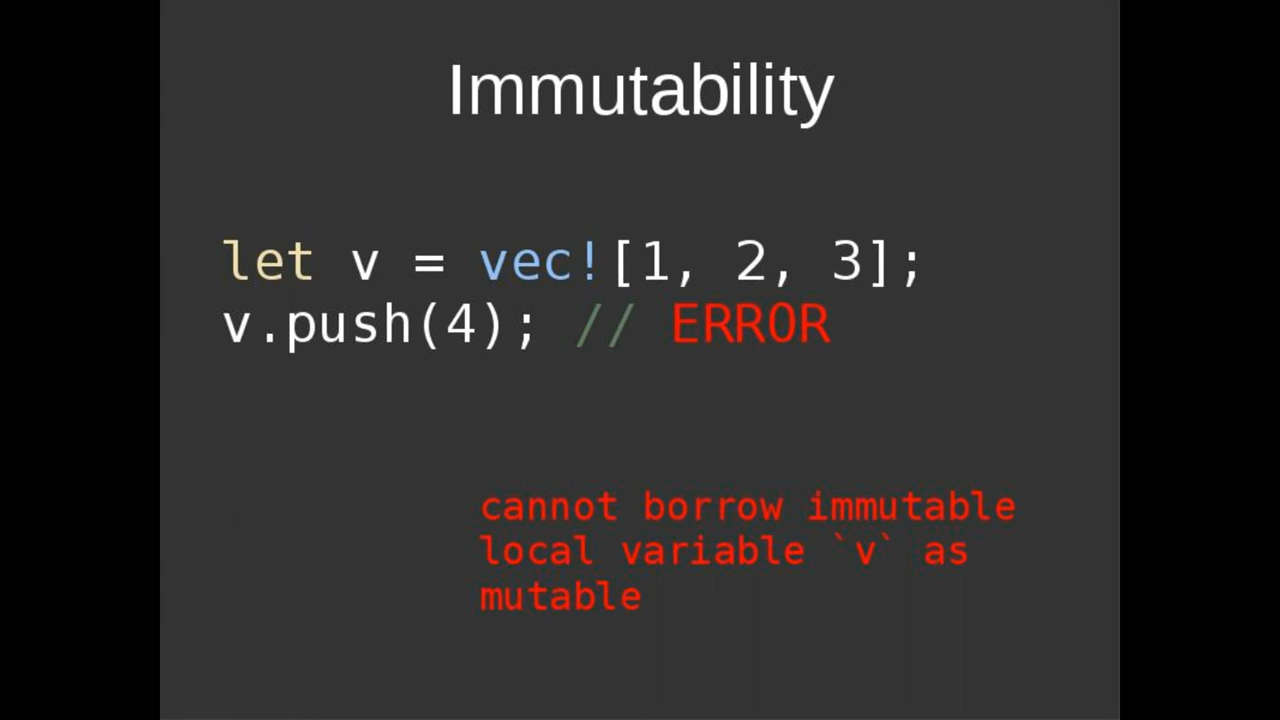 Immutability
let v = vec![1, 2, 3];
v.push(4); // ERROR
cannot borrow immutable
local variable `v` as
mutable